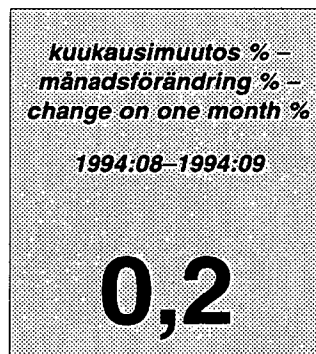 kuukausimuutos % –
månadsförändring % –
change on one month %
1994:08–1994:09
0,2